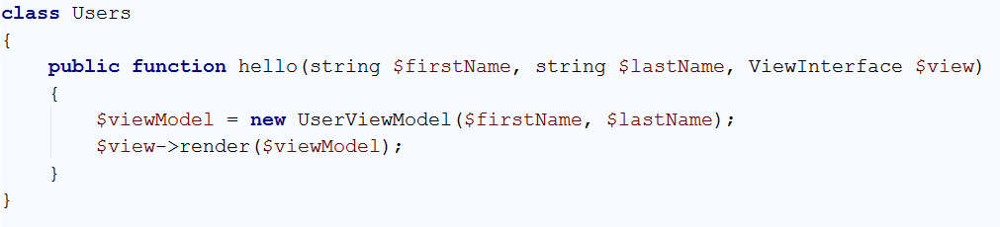 class Users
{
    public function hello(string $firstName, string $lastName, ViewInterface $view)
    {
        $viewModel = new UserViewModel($firstName, $lastName);
        $view->render($viewModel);
    }
}